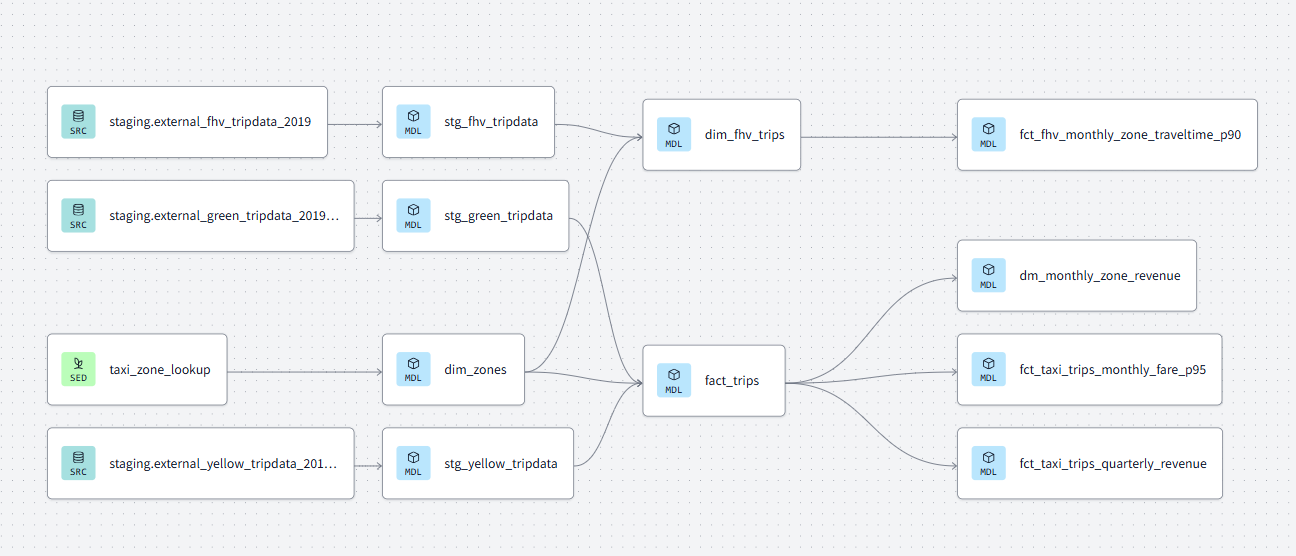 SRC
staging.external_fhv_tripdata_2019
MDL
stg_fhv_tripdata
MDL
dim_fhv_trips
MDL
fct_fhv_monthly_zone_traveltime_p90
SRC
staging.external_green_tripdata_2019...
MDL
stg_green_tripdata
MDL
dm_monthly_zone_revenue
SED
taxi_zone_lookup
MDL
dim_zones
MDL
fact_trips
MDL
fct_taxi_trips_monthly_fare_p95
SRC
staging.external_yellow_tripdata_201...
MDL
stg_yellow_tripdata
MDL
fct_taxi_trips_quarterly_revenue